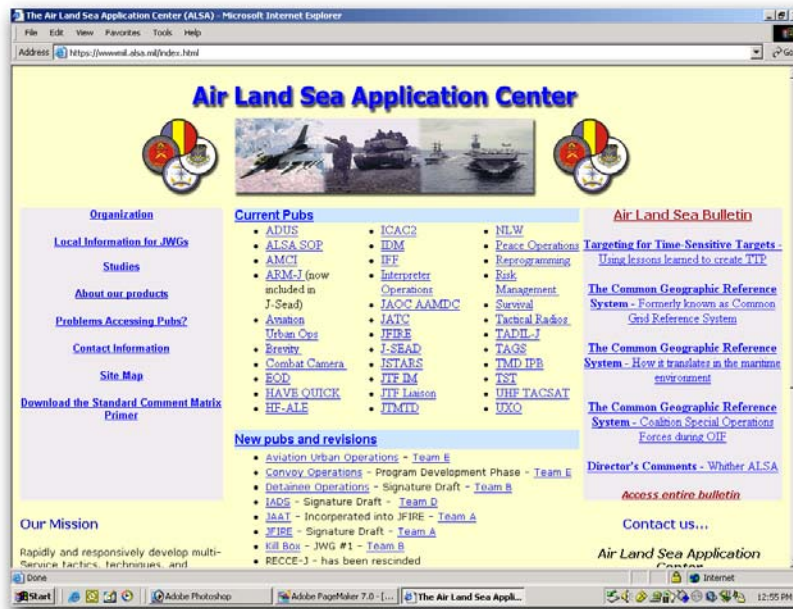 The Air Land Sea Application Center (ALSA) - Microsoft Internet Explorer
File Edit View Favorites Tools Help
Address https://wwwmil.alsa.mil/index.html
Air Land Sea Application Center
Organization
Local Information for JWGs
Studies
About our products
Problems Accessing Pubs?
Contact Information
Site Map
Download the Standard Comment Matrix
Primer
Our Mission
Rapidly and responsively develop multi-
Service tactics, techniques, and
Current Pubs
ADUS
ALSA SOP
AMCI
ARM-J (now
included in
J-Sead)
Aviation
Urban Ops
Brevity
Combat Camera
EOD
HAVE QUICK
HF-ALE
ICAC2
IDM
IFF
Interpreter
Operations
JAOC AAMDC
JATC
JFIRE
J-SEAD
JSTARS
JTF IM
JTF Liaison
JTMTD
NLW
Peace Operations
Reprogramming
Risk
Management
Survival
Tactical Radios
TADIL-J
TAGS
TMD IPB
TST
UHF TACSAT
UXO
New pubs and revisions
Aviation Urban Operations - Team E
Convoy Operations - Program Development Phase - Team E
Detainee Operations - Signature Draft - Team B
IADS - Signature Draft - Team D
JAAT - Incorporated into JFIRE - Team A
JFIRE - Signature Draft - Team A
Kill Box - JWG #1 - Team B
RECCE-J - has been rescinded
Air Land Sea Bulletin
Targeting for Time-Sensitive Targets -
Using lessons learned to create TTP
The Common Geographic Reference
System - Formerly known as Common
Grid Reference System
The Common Geographic Reference
System - How it translates in the maritime
environment
The Common Geographic Reference
System - Coalition Special Operations
Forces during OIF
Director's Comments - Whither ALSA
Access entire bulletin
Contact us...
Air Land Sea Application
Center
Done
Internet
Start
Adobe Photoshop
Adobe PageMaker 7.0 - [...
The Air Land Sea Appli...
12:55 PM